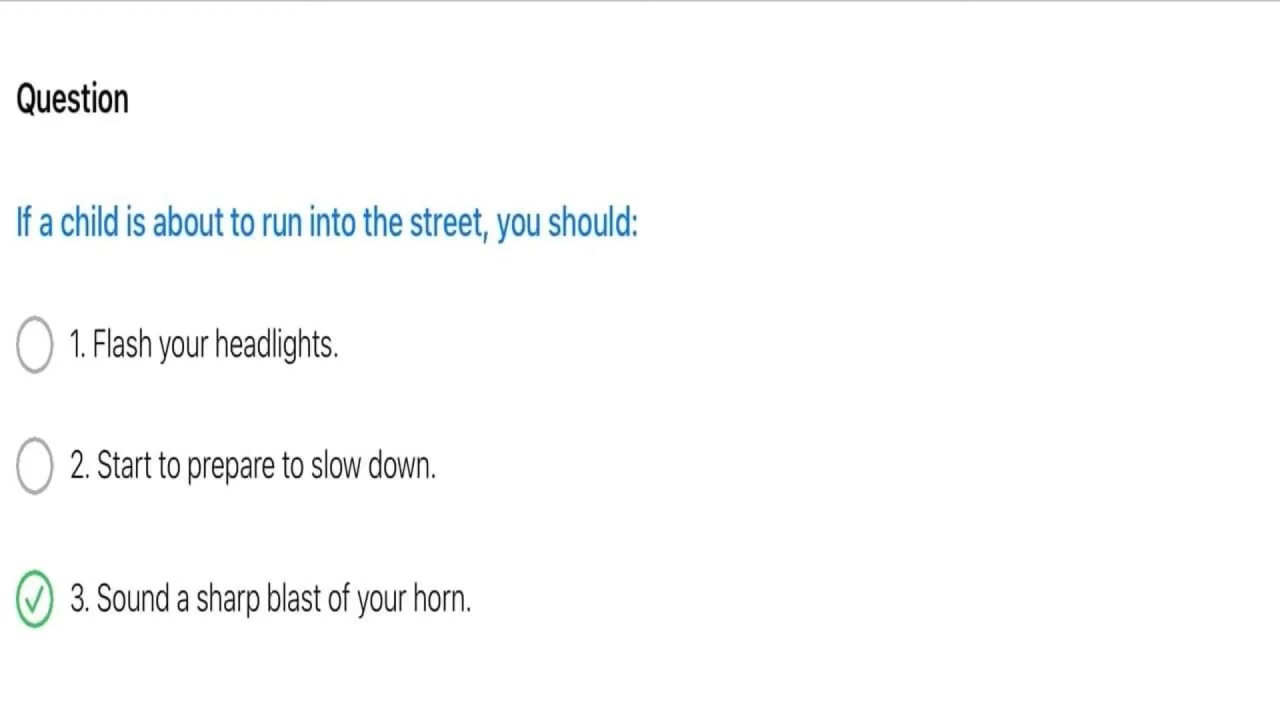 Question
If a child is about to run into the street, you should:
1. Flash your headlights.
2. Start to prepare to slow down.
3. Sound a sharp blast of your horn.